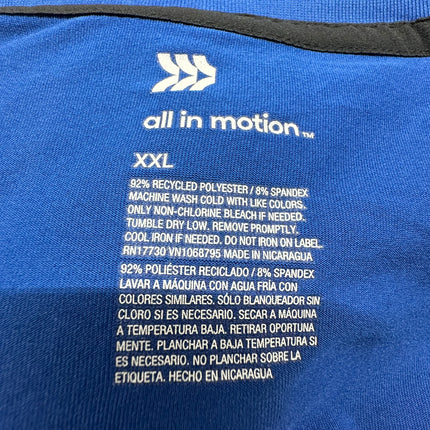 all in motion™
XXL
92% RECYCLED POLYESTER / 8% SPANDEX
MACHINE WASH COLD WITH LIKE COLORS.
ONLY NON-CHLORINE BLEACH IF NEEDED.
TUMBLE DRY LOW. REMOVE PROMPTLY.
COOL IRON IF NEEDED. DO NOT IRON ON LABEL.
RN17730 VN1068795 MADE IN NICARAGUA
92% POLIÉSTER RECICLADO / 8% SPANDEX
LAVAR A MÁQUINA CON AGUA FRÍA CON
COLORES SIMILARES. SÓLO BLANQUEADOR SIN
CLORO SI ES NECESARIO. SECAR A MÁQUINA
A TEMPERATURA BAJA. RETIRAR OPORTUNA
MENTE. PLANCHAR A BAJA TEMPERATURA SI
ES NECESARIO. NO PLANCHAR SOBRE LA
ETIQUETA. HECHO EN NICARAGUA